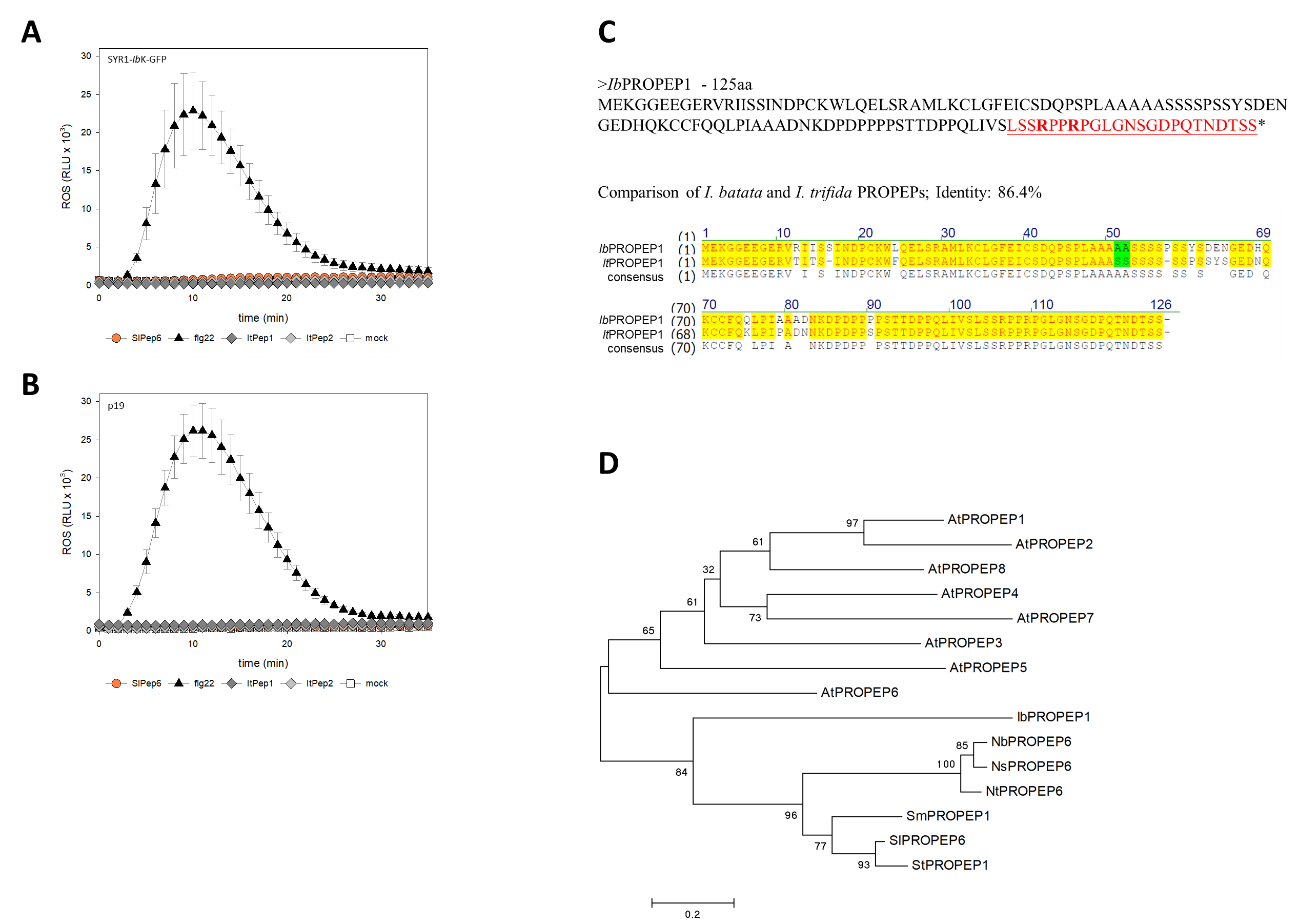 A
SYR1-IbK-GFP
ROS (RLU x 10³)
30
25
20
15
10
5
0
0 10 20 30
time (min)
SlPep6 flg22 ItPep1 ItPep2 mock
B
p19
ROS (RLU x 10³)
30
25
20
15
10
5
0
0 10 20 30
time (min)
SlPep6 flg22 ItPep1 ItPep2 mock
C
>IbPROPEP1 - 125aa
MEKGGEEGERVRIISSINDPCKWLQELSRAMLKCLGFEICSDQPSPLAAAAASSSSPSSYSDEN
GEDHQKCCFQQLPIAAADNKDPDPPPPSTTDPPQLIVSLSSRPPRPGLGNSGDPQTNDTSS*
Comparison of I. batata and I. trifida PROPEPs; Identity: 86.4%
(1) 1 10 20 30 40 50 69
IbPROPEP1 (1) MEKGGEEGERVRIISSINDPCKWLQELSRAMLKCLGFEICSDQPSPLAAAAASSSSPSSYSDENGEDHQ
ItPROPEP1 (1) MEKGGEEGERVTITS-INDPCKWFQELSRAMLKCLGFEICSDQPSPLAAASSSSSS-SSPSSYSGEDNQ
consensus (1) MEKGGEEGERV I S INDPCKW QELSRAMLKCLGFEICSDQPSPLAAAAASSSS SS S GED Q
(70) 70 80 90 100 110 126
IbPROPEP1 (70) KCCFQQLPIAAADNKDPDPPPPSTTDPPQLIVSLSSRPPRPGLGNSGDPQTNDTSS-
ItPROPEP1 (68) KCCFQKLPIPADNNKDPDPPSPSTTDPPQLIVSLSSRPPRPGLGNSGDPQTNDTSS-
consensus (70) KCCFQ LPI A NKDPDPP PSTTDPPQLIVSLSSRPPRPGLGNSGDPQTNDTSS
D
AtPROPEP1
97
AtPROPEP2
61
AtPROPEP8
32
AtPROPEP4
61
73
AtPROPEP7
65
AtPROPEP3
AtPROPEP5
AtPROPEP6
IbPROPEP1
84
NbPROPEP6
85
NsPROPEP6
100
NtPROPEP6
96
SmPROPEP1
77
SlPROPEP6
93
StPROPEP1
0.2